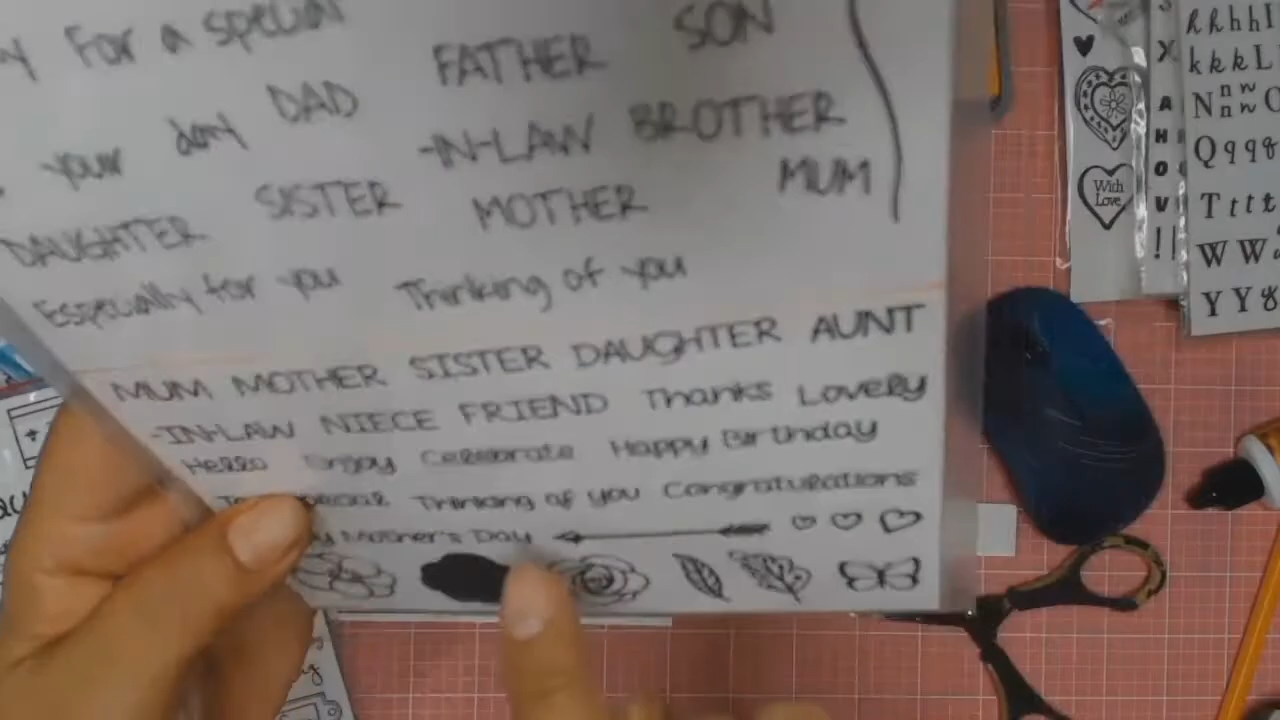 For a special
FATHER SON
your day DAD -IN-LAW BROTHER
DAUGHTER SISTER MOTHER MUM
Especially for you Thinking of you
MUM MOTHER SISTER DAUGHTER AUNT
-IN-LAW NIECE FRIEND Thanks Lovely
Hello Enjoy Celebrate Happy Birthday
Thinking of you Congratulations
Mother's Day
With
Love
h h h h
k k k L
N n n n n
Q q q q
T t t t
W W
Y Y y
X
A
H
O
V
!